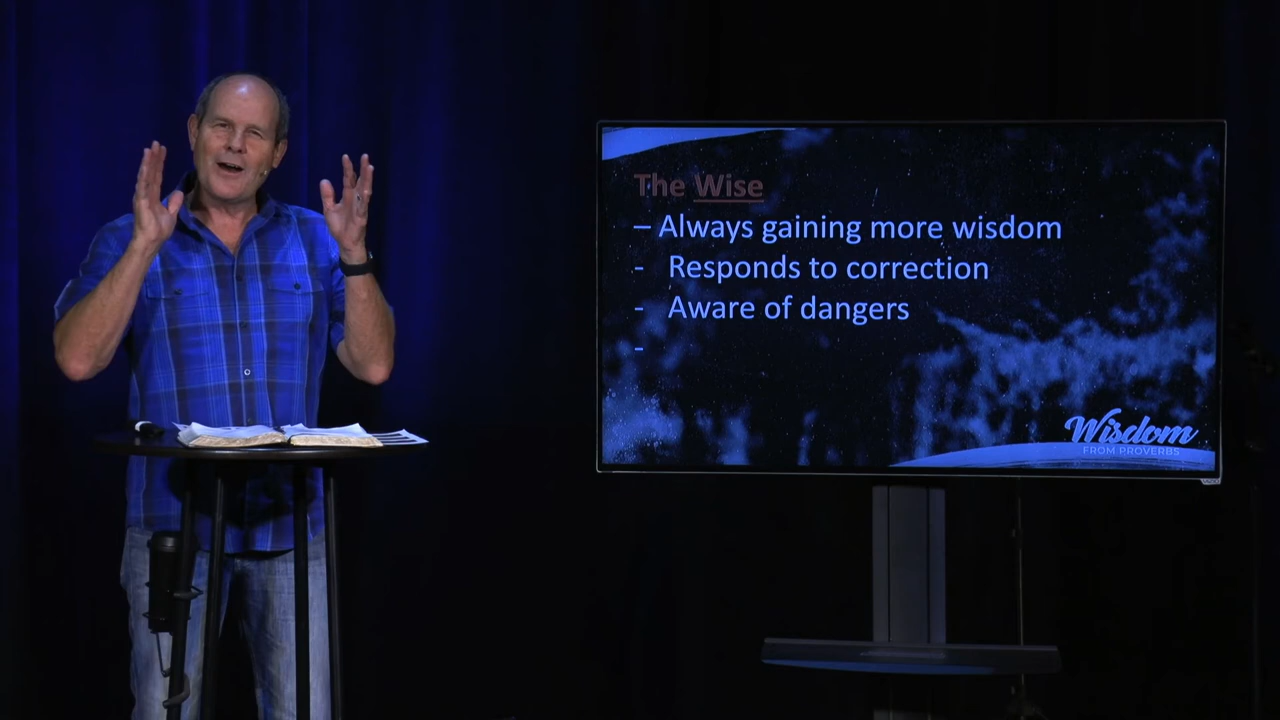 The Wise
– Always gaining more wisdom
- Responds to correction
- Aware of dangers
-
Wisdom
FROM PROVERBS